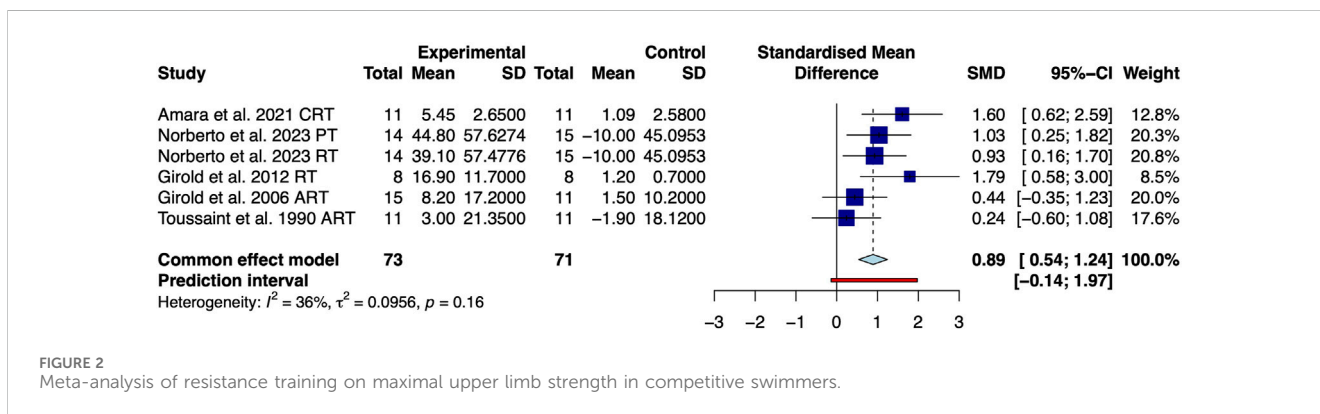 Experimental Control Standardised Mean
Study Total Mean SD Total Mean SD Difference SMD 95%-CI Weight
Amara et al. 2021 CRT 11 5.45 2.6500 11 1.09 2.5800 1.60 [ 0.62; 2.59] 12.8%
Norberto et al. 2023 PT 14 44.80 57.6274 15 −10.00 45.0953 1.03 [ 0.25; 1.82] 20.3%
Norberto et al. 2023 RT 14 39.10 57.4776 15 −10.00 45.0953 0.93 [ 0.16; 1.70] 20.8%
Girold et al. 2012 RT 8 16.90 11.7000 8 1.20 0.7000 1.79 [ 0.58; 3.00] 8.5%
Girold et al. 2006 ART 15 8.20 17.2000 11 1.50 10.2000 0.44 [−0.35; 1.23] 20.0%
Toussaint et al. 1990 ART 11 3.00 21.3500 11 −1.90 18.1200 0.24 [−0.60; 1.08] 17.6%
Common effect model 73 71 0.89 [ 0.54; 1.24] 100.0%
Prediction interval [−0.14; 1.97]
Heterogeneity: I² = 36%, τ² = 0.0956, p = 0.16
−3 −2 −1 0 1 2 3
FIGURE 2
Meta-analysis of resistance training on maximal upper limb strength in competitive swimmers.